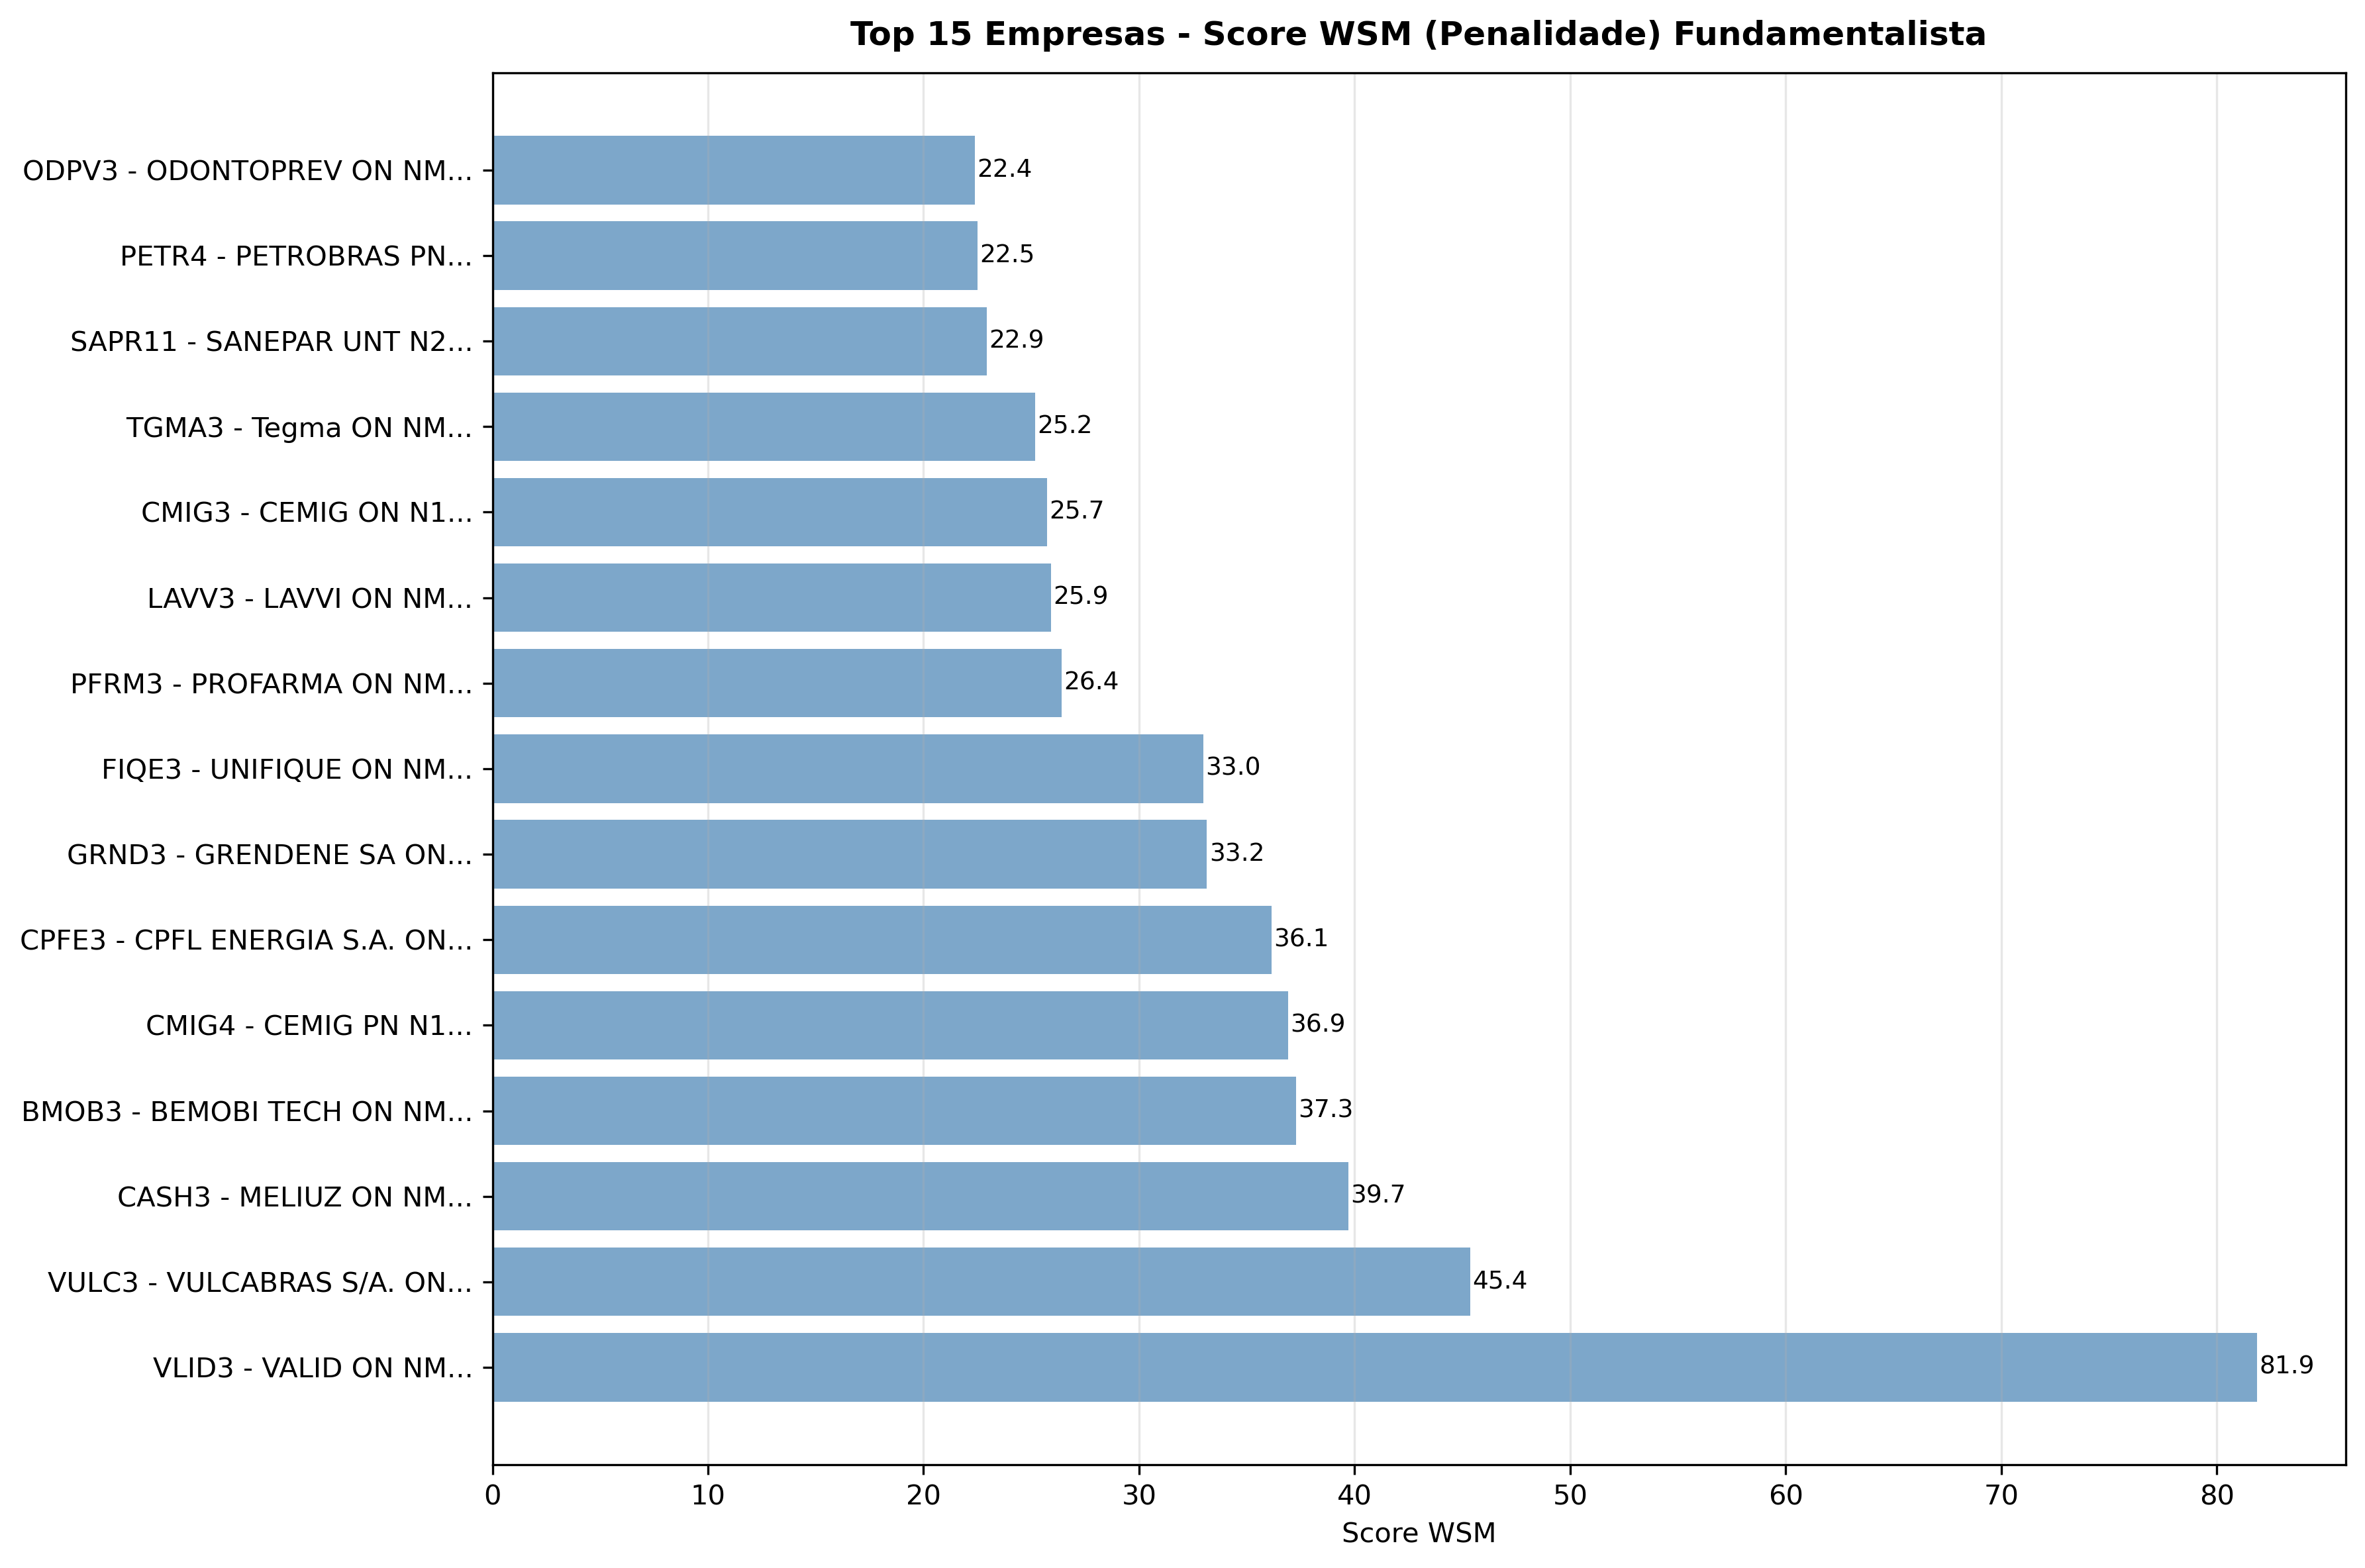 Top 15 Empresas - Score WSM (Penalidade) Fundamentalista
ODPV3 - ODONTOPREV ON NM... 22.4
PETR4 - PETROBRAS PN... 22.5
SAPR11 - SANEPAR UNT N2... 22.9
TGMA3 - Tegma ON NM... 25.2
CMIG3 - CEMIG ON N1... 25.7
LAVV3 - LAVVI ON NM... 25.9
PFRM3 - PROFARMA ON NM... 26.4
FIQE3 - UNIFIQUE ON NM... 33.0
GRND3 - GRENDENE SA ON... 33.2
CPFE3 - CPFL ENERGIA S.A. ON... 36.1
CMIG4 - CEMIG PN N1... 36.9
BMOB3 - BEMOBI TECH ON NM... 37.3
CASH3 - MELIUZ ON NM... 39.7
VULC3 - VULCABRAS S/A. ON... 45.4
VLID3 - VALID ON NM... 81.9
0 10 20 30 40 50 60 70 80
Score WSM